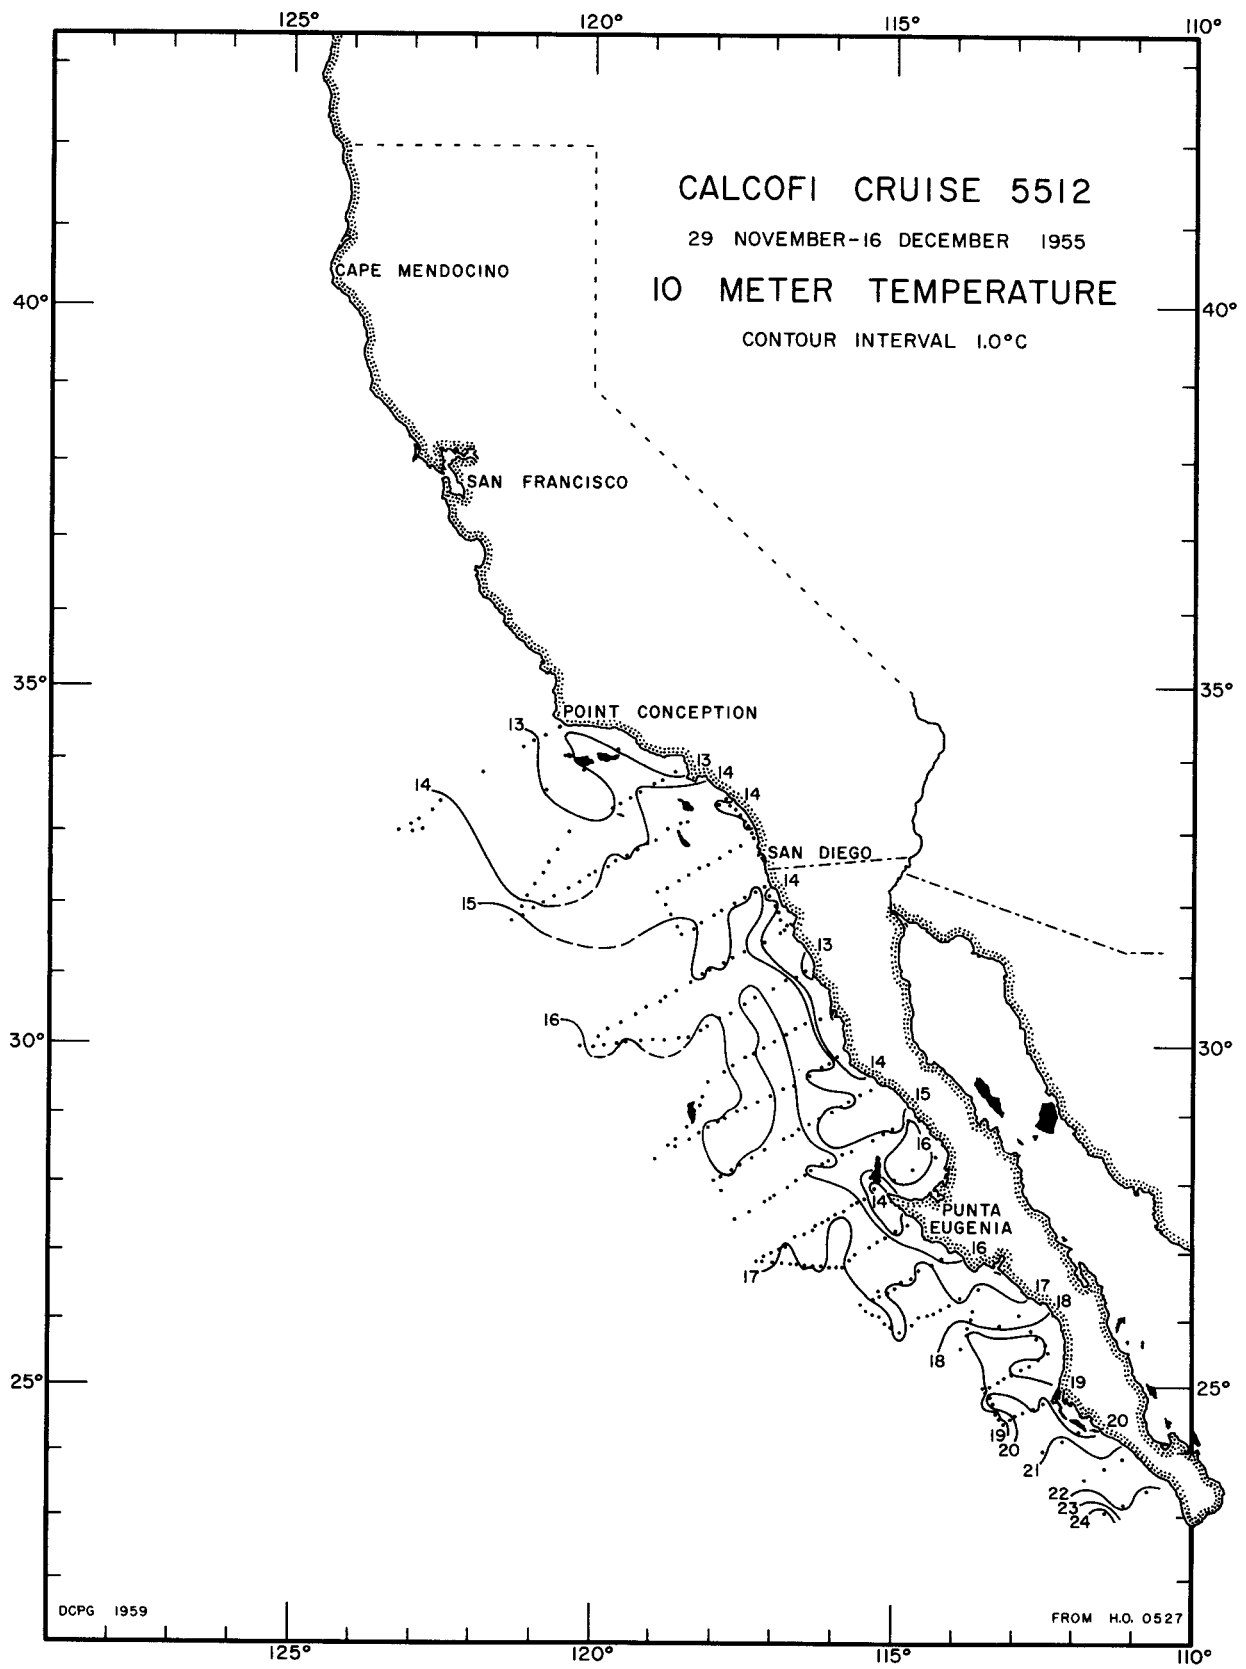 125° 120° 115° 110°
CALCOFI CRUISE 5512
29 NOVEMBER-16 DECEMBER 1955
CAPE MENDOCINO
10 METER TEMPERATURE
40° 40°
CONTOUR INTERVAL 1.0°C
SAN FRANCISCO
35° 35°
POINT CONCEPTION
13
13
14
14
14
SAN DIEGO
14
15
13
16
30° 30°
14
15
16
14
PUNTA
EUGENIA
16
17
17
18
18
25° 25°
19
20
19
20
21
22
23
24
DCPG 1959
FROM H.O. 0527
125° 120° 115° 110°